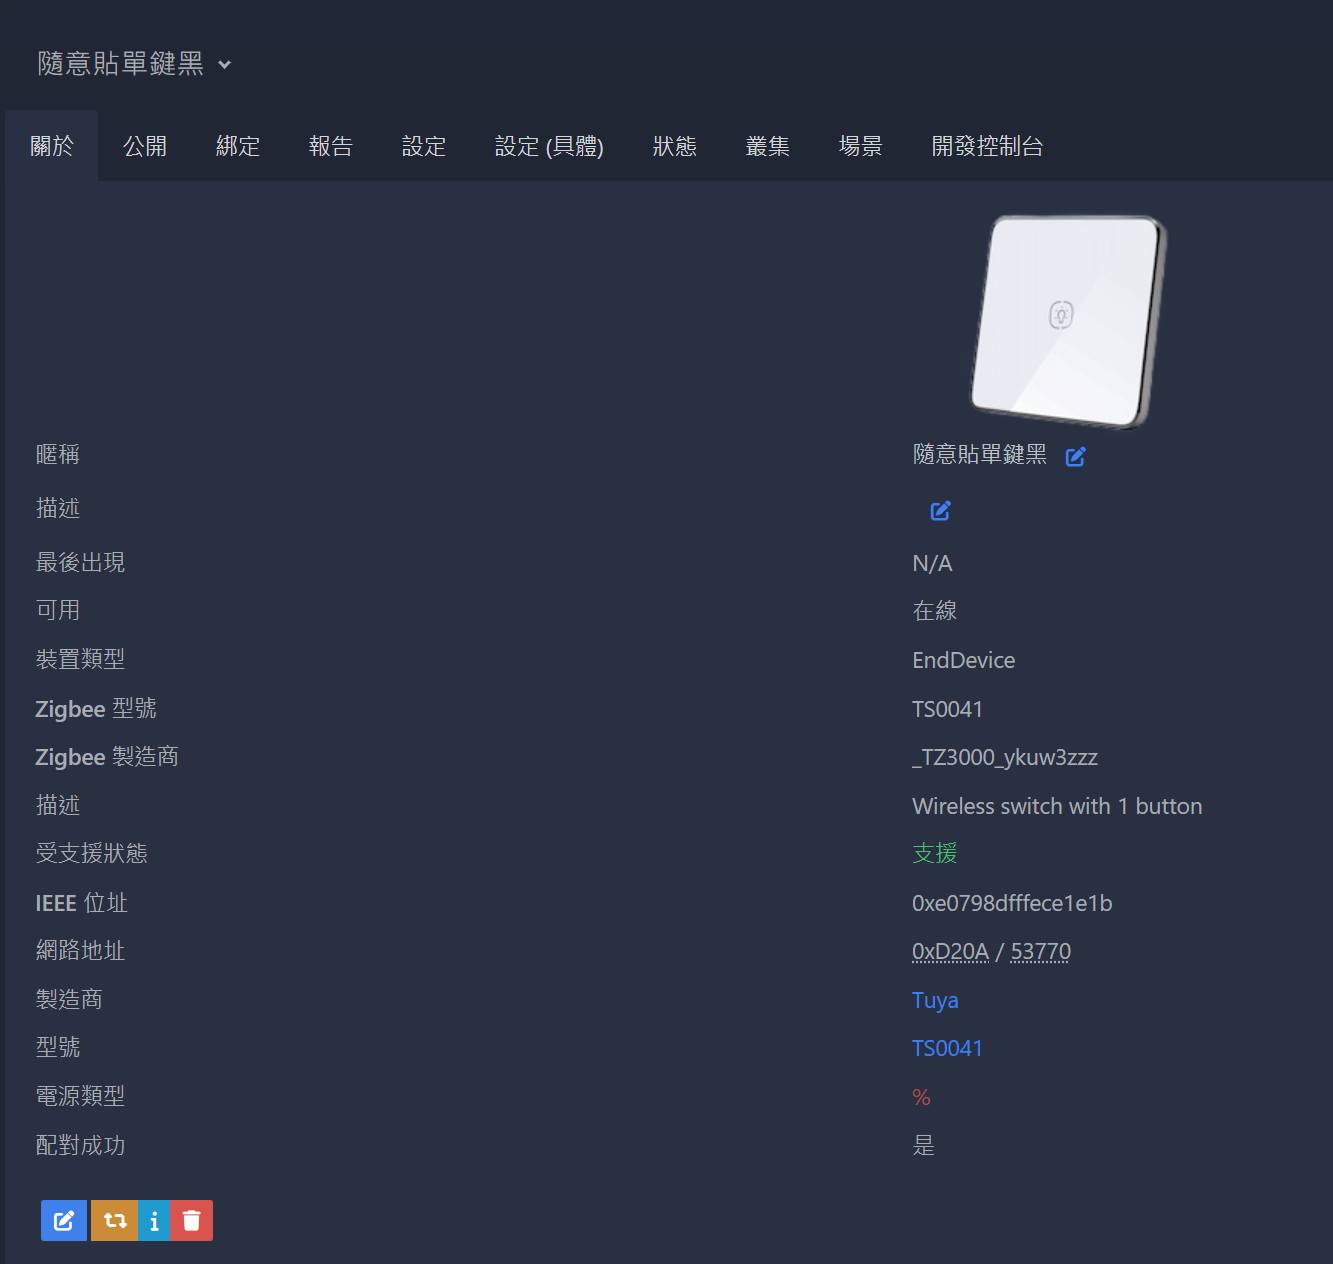 隨意貼單鍵黑
關於 公開 綁定 報告 設定 設定 (具體) 狀態 叢集 場景 開發控制台
暱稱 隨意貼單鍵黑
描述
最後出現 N/A
可用 在線
裝置類型 EndDevice
Zigbee 型號 TS0041
Zigbee 製造商 _TZ3000_ykuw3zzz
描述 Wireless switch with 1 button
受支援狀態 支援
IEEE 位址 0xe0798dfffece1e1b
網路地址 0xD20A / 53770
製造商 Tuya
型號 TS0041
電源類型 %
配對成功 是